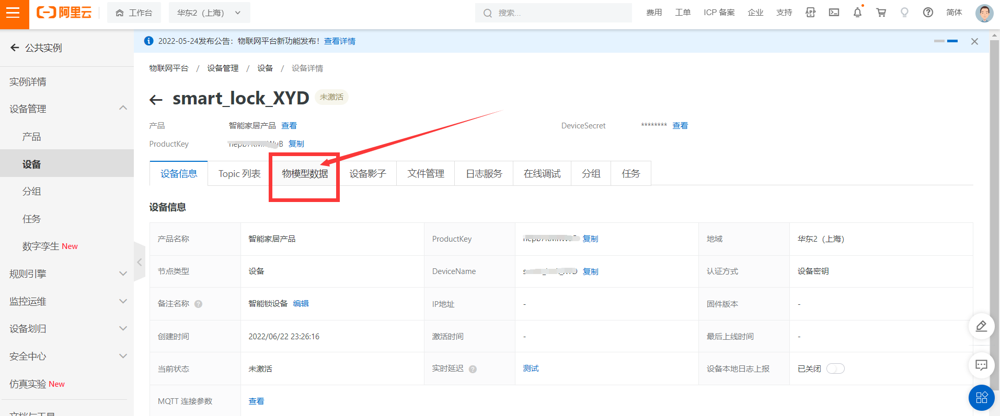 阿里云
工作台
华东2（上海）
搜索...
费用
工单
ICP 备案
企业
支持
简体
公共实例
2022-05-24发布公告：物联网平台新功能发布！查看详情
物联网平台 / 设备管理 / 设备 / 设备详情
实例详情
设备管理
产品
设备
分组
任务
数字孪生 New
规则引擎
监控运维
设备划归
安全中心
仿真实验 New
smart_lock_XYD 未激活
产品 智能家居产品 查看 DeviceSecret ******** 查看
ProductKey 复制
设备信息 Topic 列表 物模型数据 设备影子 文件管理 日志服务 在线调试 分组 任务
设备信息
产品名称 智能家居产品 ProductKey 复制 地域 华东2（上海）
节点类型 设备 DeviceName 复制 认证方式 设备密钥
备注名称 智能锁设备 编辑 IP地址 - 固件版本 -
创建时间 2022/06/22 23:26:16 激活时间 - 最后上线时间 -
当前状态 未激活 实时延迟 测试 设备本地日志上报 已关闭
MQTT 连接参数 查看